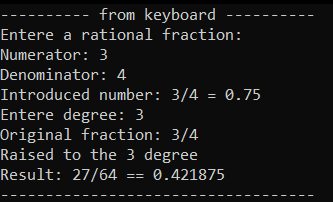 ---------- from keyboard ----------
Entere a rational fraction:
Numerator: 3
Denominator: 4
Introduced number: 3/4 = 0.75
Entere degree: 3
Original fraction: 3/4
Raised to the 3 degree
Result: 27/64 == 0.421875
-----------------------------------